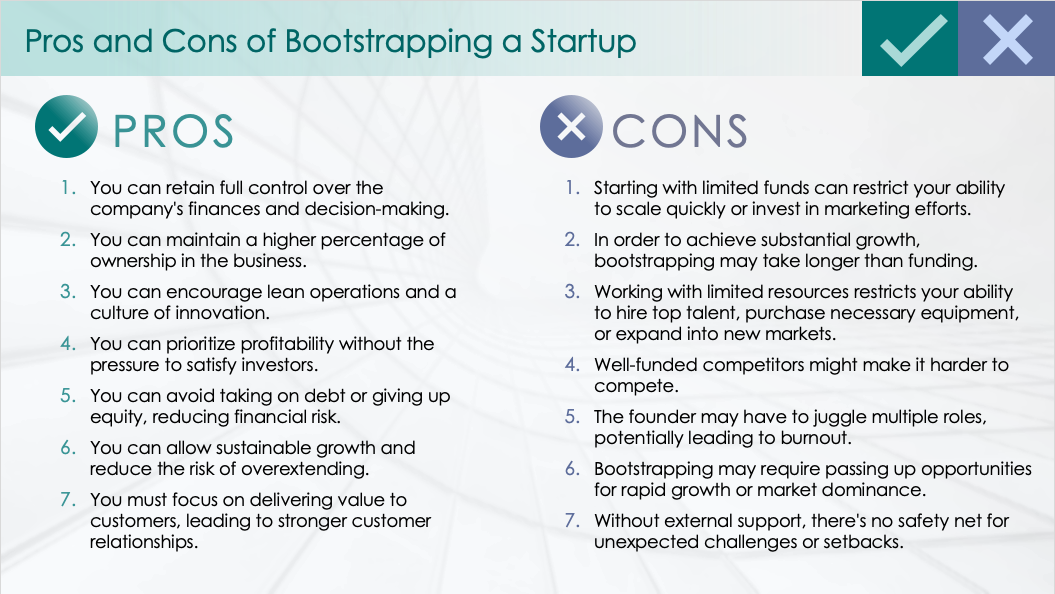 Pros and Cons of Bootstrapping a Startup
PROS
1. You can retain full control over the
company's finances and decision-making.
2. You can maintain a higher percentage of
ownership in the business.
3. You can encourage lean operations and a
culture of innovation.
4. You can prioritize profitability without the
pressure to satisfy investors.
5. You can avoid taking on debt or giving up
equity, reducing financial risk.
6. You can allow sustainable growth and
reduce the risk of overextending.
7. You must focus on delivering value to
customers, leading to stronger customer
relationships.
CONS
1. Starting with limited funds can restrict your ability
to scale quickly or invest in marketing efforts.
2. In order to achieve substantial growth,
bootstrapping may take longer than funding.
3. Working with limited resources restricts your ability
to hire top talent, purchase necessary equipment,
or expand into new markets.
4. Well-funded competitors might make it harder to
compete.
5. The founder may have to juggle multiple roles,
potentially leading to burnout.
6. Bootstrapping may require passing up opportunities
for rapid growth or market dominance.
7. Without external support, there's no safety net for
unexpected challenges or setbacks.